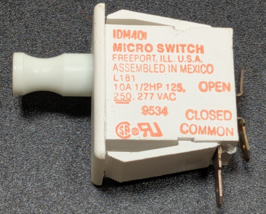 IDM401
MICRO SWITCH
FREEPORT, ILL. U.S.A.
ASSEMBLED IN MEXICO
L181
10A 1/2HP 125, OPEN
250, 277 VAC
9534 CLOSED
COMMON